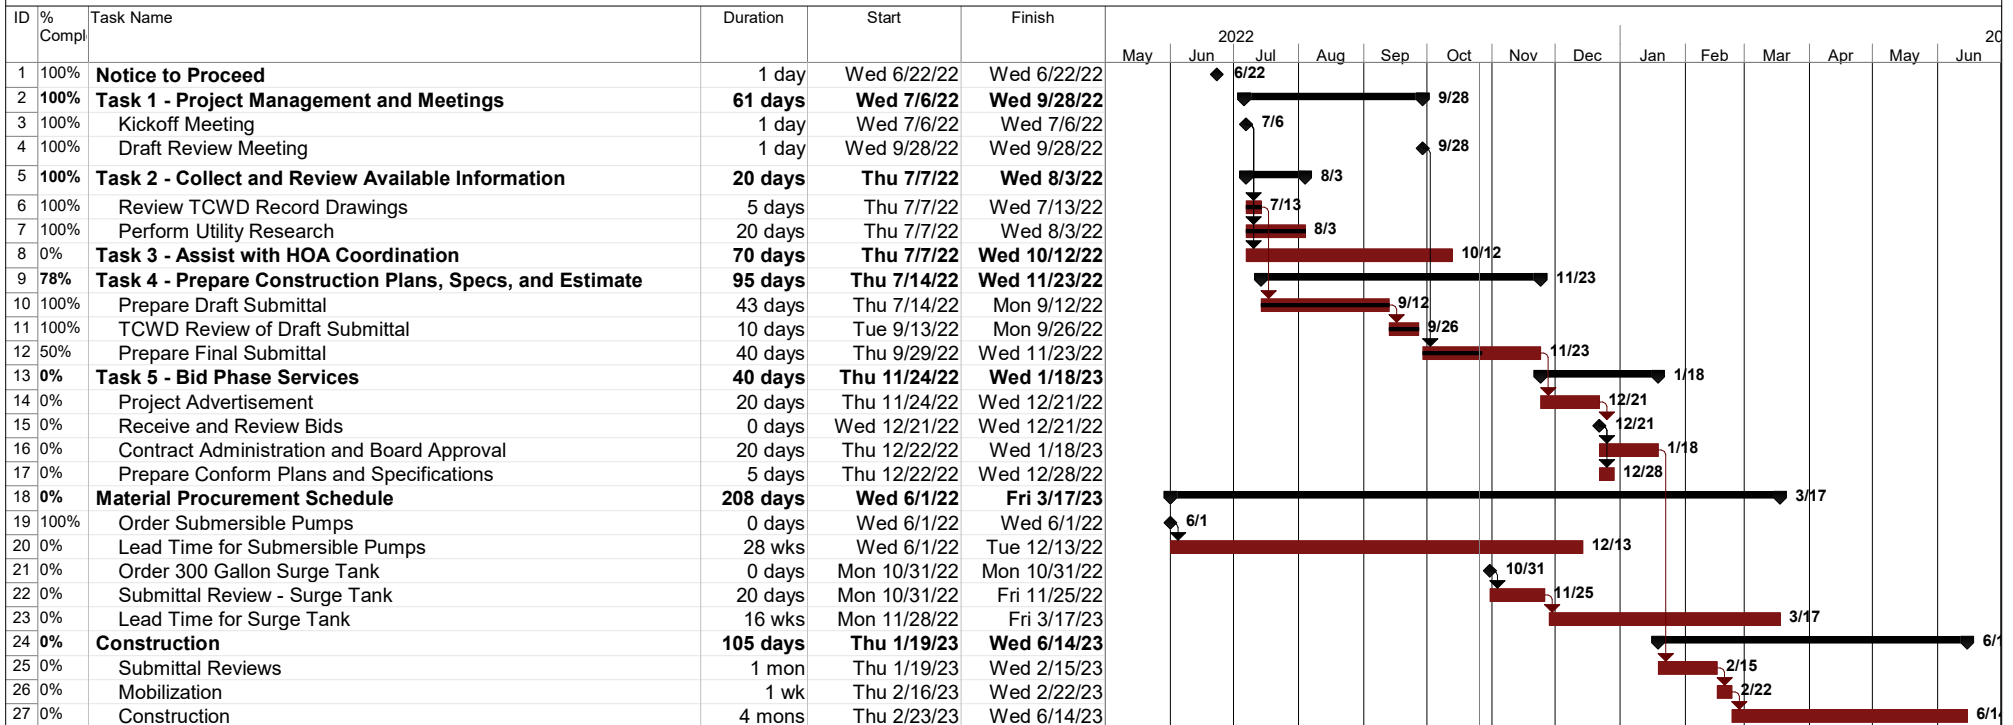 ID % Compl Task Name Duration Start Finish
2022 20
May Jun Jul Aug Sep Oct Nov Dec Jan Feb Mar Apr May Jun
1 100% Notice to Proceed 1 day Wed 6/22/22 Wed 6/22/22 6/22
2 100% Task 1 - Project Management and Meetings 61 days Wed 7/6/22 Wed 9/28/22 9/28
3 100% Kickoff Meeting 1 day Wed 7/6/22 Wed 7/6/22 7/6
4 100% Draft Review Meeting 1 day Wed 9/28/22 Wed 9/28/22 9/28
5 100% Task 2 - Collect and Review Available Information 20 days Thu 7/7/22 Wed 8/3/22 8/3
6 100% Review TCWD Record Drawings 5 days Thu 7/7/22 Wed 7/13/22 7/13
7 100% Perform Utility Research 20 days Thu 7/7/22 Wed 8/3/22 8/3
8 0% Task 3 - Assist with HOA Coordination 70 days Thu 7/7/22 Wed 10/12/22 10/12
9 78% Task 4 - Prepare Construction Plans, Specs, and Estimate 95 days Thu 7/14/22 Wed 11/23/22 11/23
10 100% Prepare Draft Submittal 43 days Thu 7/14/22 Mon 9/12/22 9/12
11 100% TCWD Review of Draft Submittal 10 days Tue 9/13/22 Mon 9/26/22 9/26
12 50% Prepare Final Submittal 40 days Thu 9/29/22 Wed 11/23/22 11/23
13 0% Task 5 - Bid Phase Services 40 days Thu 11/24/22 Wed 1/18/23 1/18
14 0% Project Advertisement 20 days Thu 11/24/22 Wed 12/21/22 12/21
15 0% Receive and Review Bids 0 days Wed 12/21/22 Wed 12/21/22 12/21
16 0% Contract Administration and Board Approval 20 days Thu 12/22/22 Wed 1/18/23 1/18
17 0% Prepare Conform Plans and Specifications 5 days Thu 12/22/22 Wed 12/28/22 12/28
18 0% Material Procurement Schedule 208 days Wed 6/1/22 Fri 3/17/23 3/17
19 100% Order Submersible Pumps 0 days Wed 6/1/22 Wed 6/1/22 6/1
20 0% Lead Time for Submersible Pumps 28 wks Wed 6/1/22 Tue 12/13/22 12/13
21 0% Order 300 Gallon Surge Tank 0 days Mon 10/31/22 Mon 10/31/22 10/31
22 0% Submittal Review - Surge Tank 20 days Mon 10/31/22 Fri 11/25/22 11/25
23 0% Lead Time for Surge Tank 16 wks Mon 11/28/22 Fri 3/17/23 3/17
24 0% Construction 105 days Thu 1/19/23 Wed 6/14/23 6/1
25 0% Submittal Reviews 1 mon Thu 1/19/23 Wed 2/15/23 2/15
26 0% Mobilization 1 wk Thu 2/16/23 Wed 2/22/23 2/22
27 0% Construction 4 mons Thu 2/23/23 Wed 6/14/23 6/14